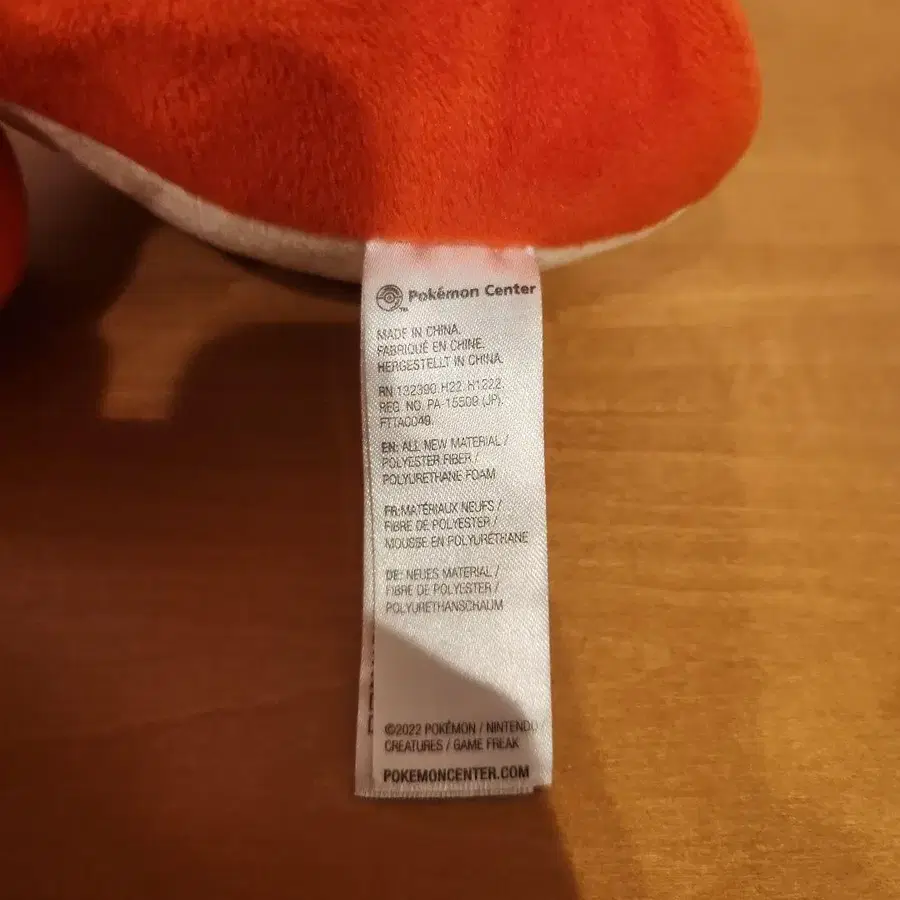 Pokémon Center
TM
MADE IN CHINA.
FABRIQUÉ EN CHINE.
HERGESTELLT IN CHINA.
RN 132390. H22. H1222.
REG. NO. PA-15509 (JP).
FTTAC049.
EN: ALL NEW MATERIAL /
POLYESTER FIBER /
POLYURETHANE FOAM
FR:MATÉRIAUX NEUFS /
FIBRE DE POLYESTER /
MOUSSE EN POLYURÉTHANE
DE: NEUES MATERIAL /
FIBRE DE POLYESTER /
POLYURETHANSCHAUM
©2022 POKÉMON / NINTENDO
CREATURES / GAME FREAK
POKEMONCENTER.COM